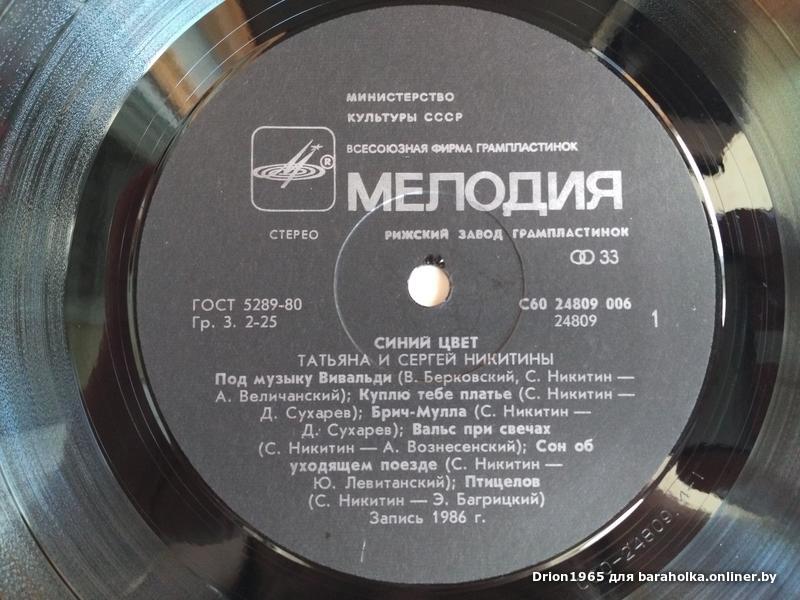 МИНИСТЕРСТВО
КУЛЬТУРЫ СССР
ВСЕСОЮЗНАЯ ФИРМА ГРАМПЛАСТИНОК
®
МЕЛОДИЯ
СТЕРЕО
РИЖСКИЙ ЗАВОД ГРАМПЛАСТИНОК
33
ГОСТ 5289-80
Гр. 3. 2-25
С60 24809 006
24809
1
СИНИЙ ЦВЕТ
ТАТЬЯНА И СЕРГЕЙ НИКИТИНЫ
Под музыку Вивальди (В. Берковский, С. Никитин —
А. Величанский); Куплю тебе платье (С. Никитин —
Д. Сухарев); Брич-Мулла (С. Никитин —
Д. Сухарев); Вальс при свечах
(С. Никитин — А. Вознесенский); Сон об
уходящем поезде (С. Никитин —
Ю. Левитанский); Птицелов
(С. Никитин — Э. Багрицкий)
Запись 1986 г.
Drion1965 для baraholka.onliner.by